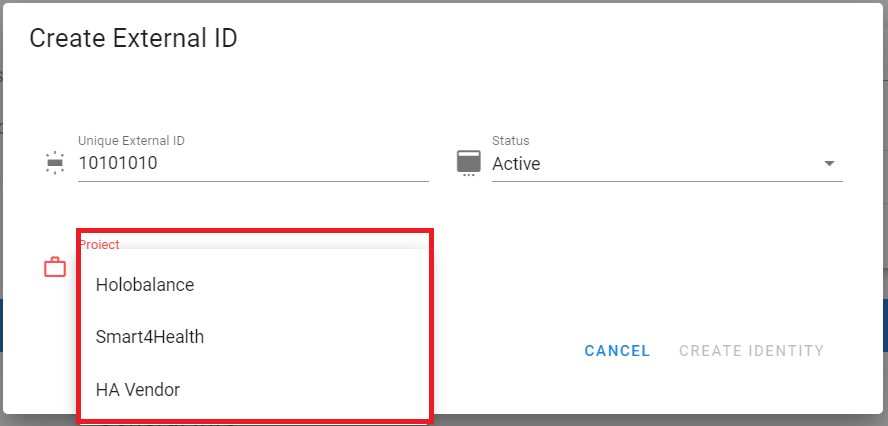 Create External ID
Unique External ID
10101010
Status
Active
Project
Holobalance
Smart4Health
HA Vendor
CANCEL
CREATE IDENTITY